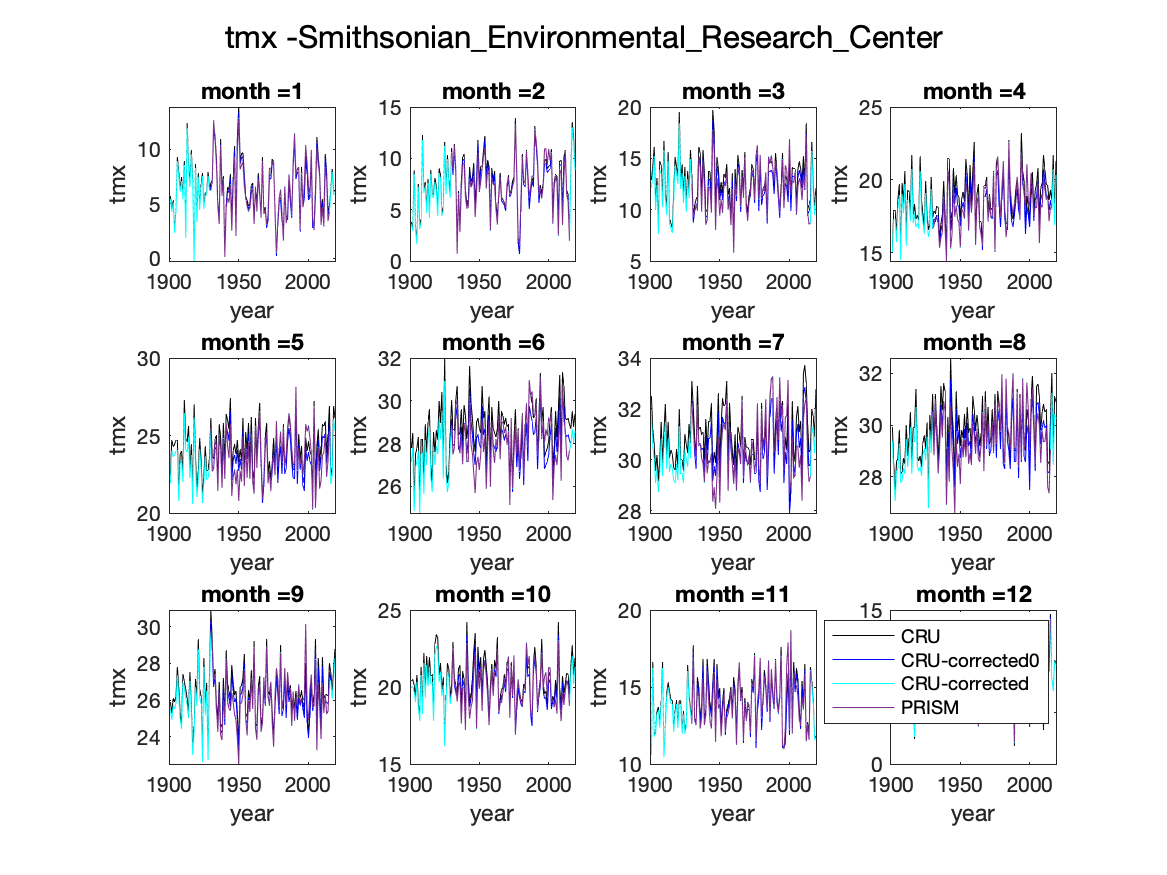 tmx -Smithsonian_Environmental_Research_Center
month =1
month =2
month =3
month =4
10
5
0
tmx
1900 1950 2000
year
15
10
5
0
tmx
1900 1950 2000
year
20
15
10
5
tmx
1900 1950 2000
year
25
20
15
tmx
1900 1950 2000
year
month =5
month =6
month =7
month =8
30
25
20
tmx
1900 1950 2000
year
32
30
28
26
tmx
1900 1950 2000
year
34
32
30
28
tmx
1900 1950 2000
year
32
30
28
tmx
1900 1950 2000
year
month =9
month =10
month =11
month =12
30
28
26
24
tmx
1900 1950 2000
year
25
20
15
tmx
1900 1950 2000
year
20
15
10
tmx
1900 1950 2000
year
15
0
1900 1950 2000
year
CRU
CRU-corrected0
CRU-corrected
PRISM